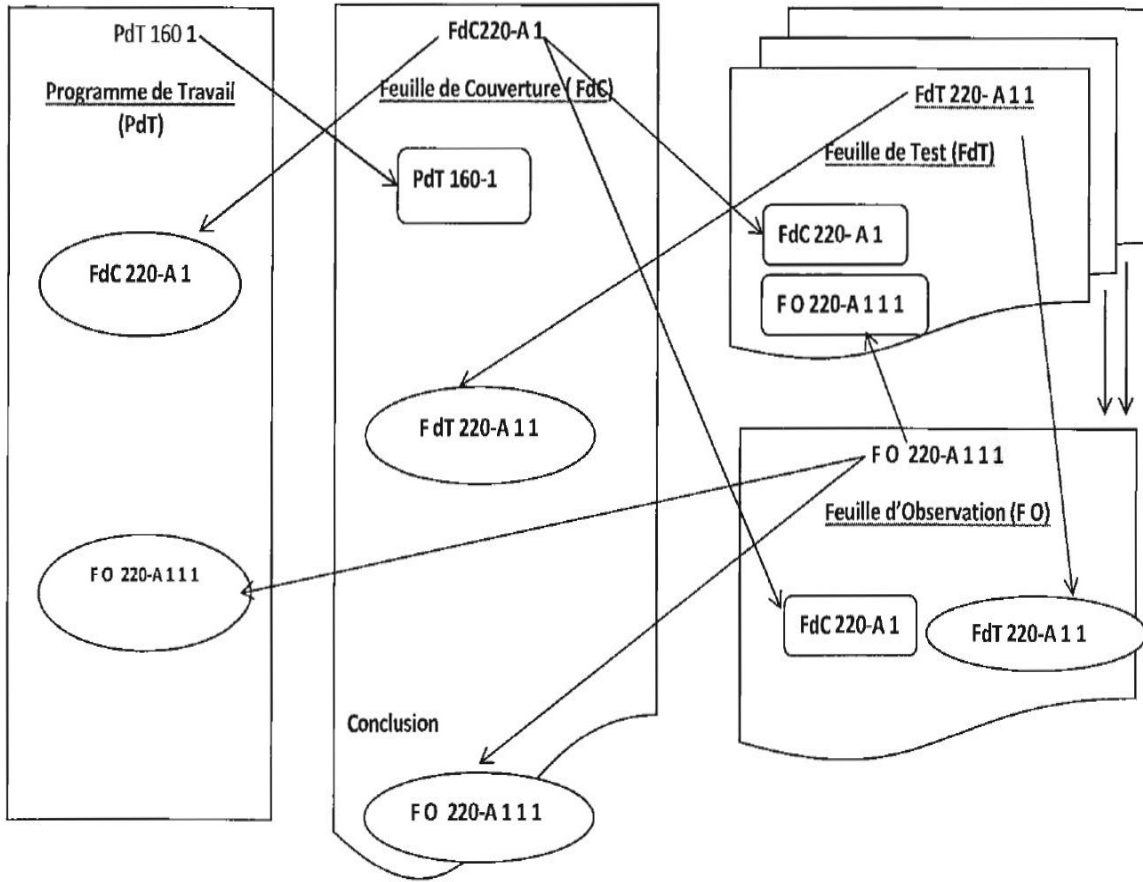 PdT 160 1
Programme de Travail
(PdT)
FdC 220-A 1
F O 220-A 1 1 1
FdC220-A 1
Feuille de Couverture ( FdC)
PdT 160-1
F dT 220-A 1 1
Conclusion
F O 220-A 1 1 1
FdT 220- A 1 1
Feuille de Test (FdT)
FdC 220- A 1
F O 220-A 1 1 1
F O 220-A 1 1 1
Feuille d'Observation (F O)
FdC 220-A 1
FdT 220-A 1 1